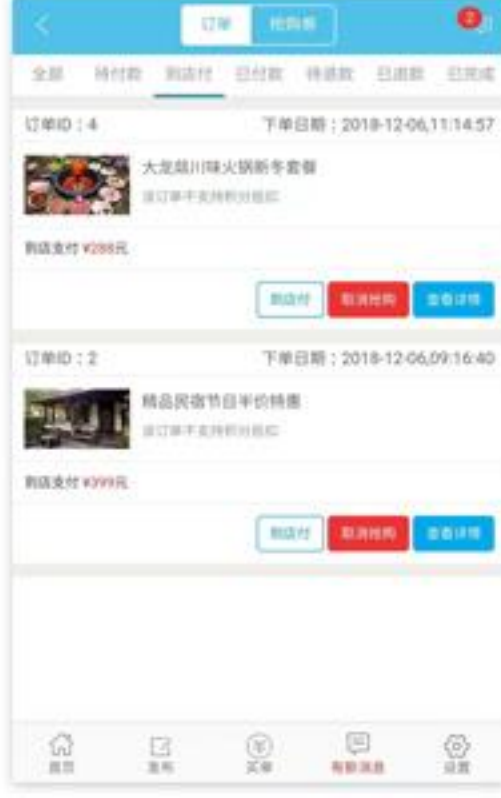 订单 抢购券
2
全部 待付款 到店付 已付款 待退款 已退款 已完成
订单ID：4 下单日期：2018-12-06,11:14:57
大龙燚川味火锅新冬套餐
该订单不支持积分抵扣
到店支付 ¥288元
到店付 取消抢购 查看详情
订单ID：2 下单日期：2018-12-06,09:16:40
精品民宿节日半价特惠
该订单不支持积分抵扣
到店支付 ¥399元
到店付 取消抢购 查看详情
首页 发布 买单 有新消息 设置